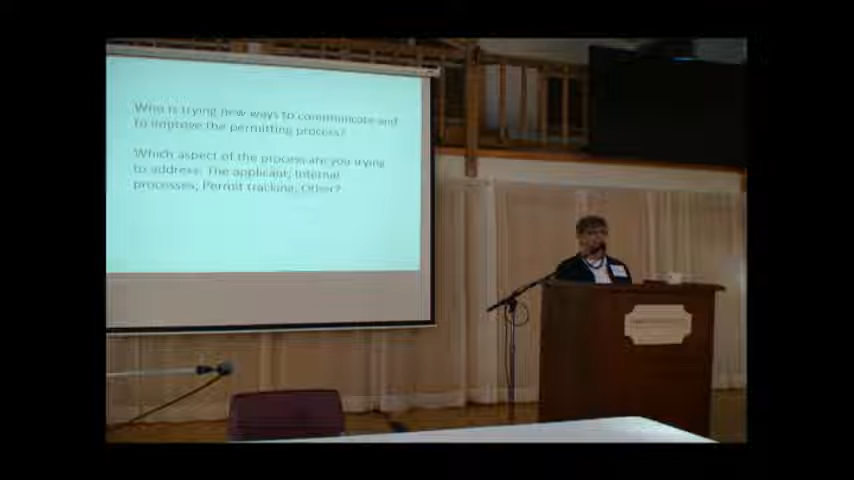 Who is trying new ways to communicate and
to improve the permitting process?
Which aspect of the process are you trying
to address: The applicant, Internal
processes, Permit tracking, Other?